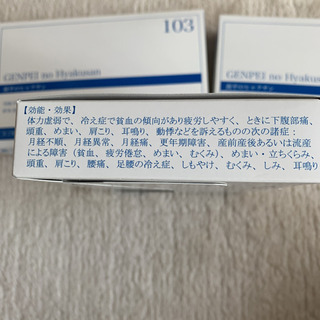 103
GENPEI no Hyakusan
GENPEI no Hyakusan
【効能・効果】
体力虚弱で、冷え症で貧血の傾向があり疲労しやすく、ときに下腹部痛、
頭重、めまい、肩こり、耳鳴り、動悸などを訴えるものの次の諸症：
月経不順、月経異常、月経痛、更年期障害、産前産後あるいは流産
による障害（貧血、疲労倦怠、めまい、むくみ）、めまい・立ちくらみ、
頭重、肩こり、腰痛、足腰の冷え症、しもやけ、むくみ、しみ、耳鳴り